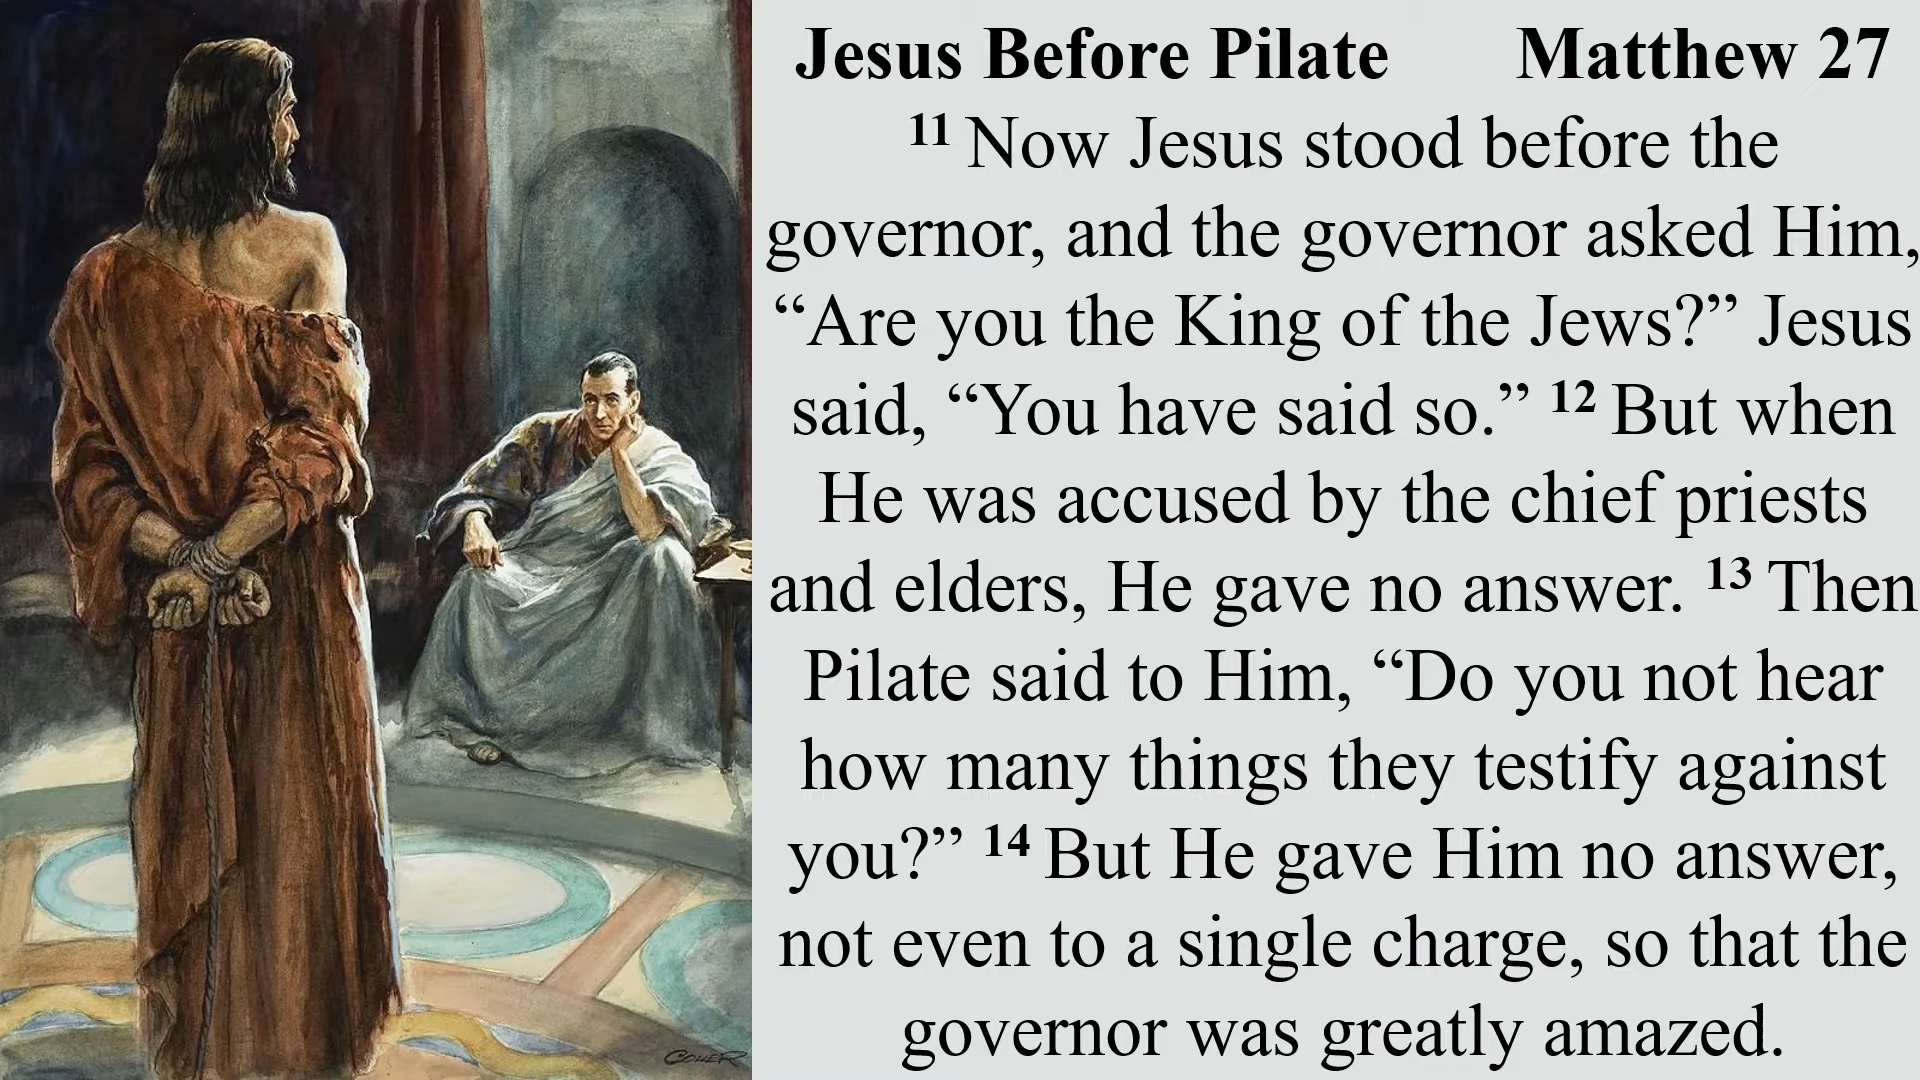 Jesus Before Pilate Matthew 27
11 Now Jesus stood before the
governor, and the governor asked Him,
“Are you the King of the Jews?” Jesus
said, “You have said so.” 12 But when
He was accused by the chief priests
and elders, He gave no answer. 13 Then
Pilate said to Him, “Do you not hear
how many things they testify against
you?” 14 But He gave Him no answer,
not even to a single charge, so that the
governor was greatly amazed.